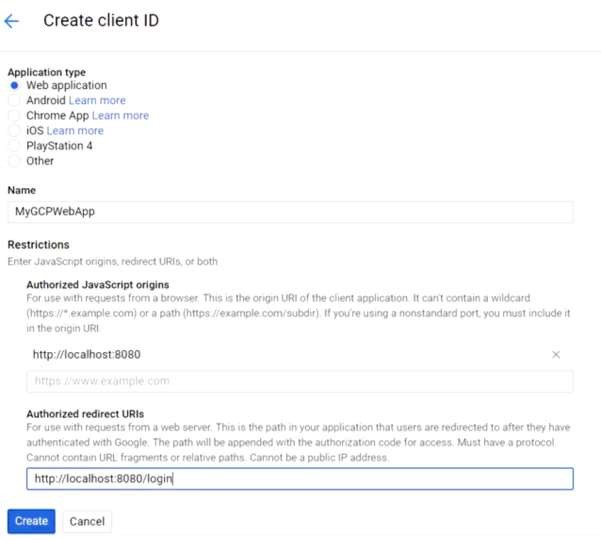 Create client ID
Application type
Web application
Android Learn more
Chrome App Learn more
iOS Learn more
PlayStation 4
Other
Name
MyGCPWebApp
Restrictions
Enter JavaScript origins, redirect URIs, or both
Authorized JavaScript origins
For use with requests from a browser. This is the origin URI of the client application. It can't contain a wildcard
(https://*.example.com) or a path (https://example.com/subdir). If you're using a nonstandard port, you must include it
in the origin URI.
http://localhost:8080
https://www.example.com
Authorized redirect URIs
For use with requests from a web server. This is the path in your application that users are redirected to after they have
authenticated with Google. The path will be appended with the authorization code for access. Must have a protocol.
Cannot contain URL fragments or relative paths. Cannot be a public IP address.
http://localhost:8080/login
Create Cancel